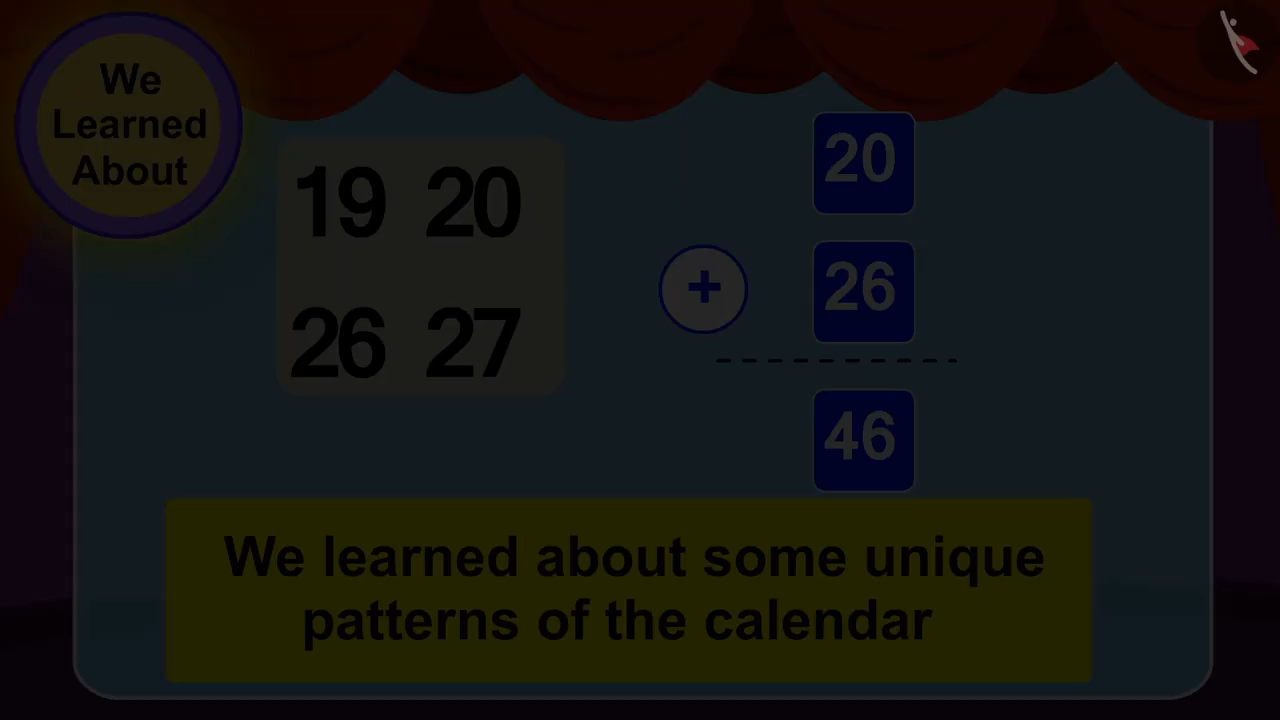 We
Learned
About
19 20
26 27
20
+ 26
46
We learned about some unique
patterns of the calendar